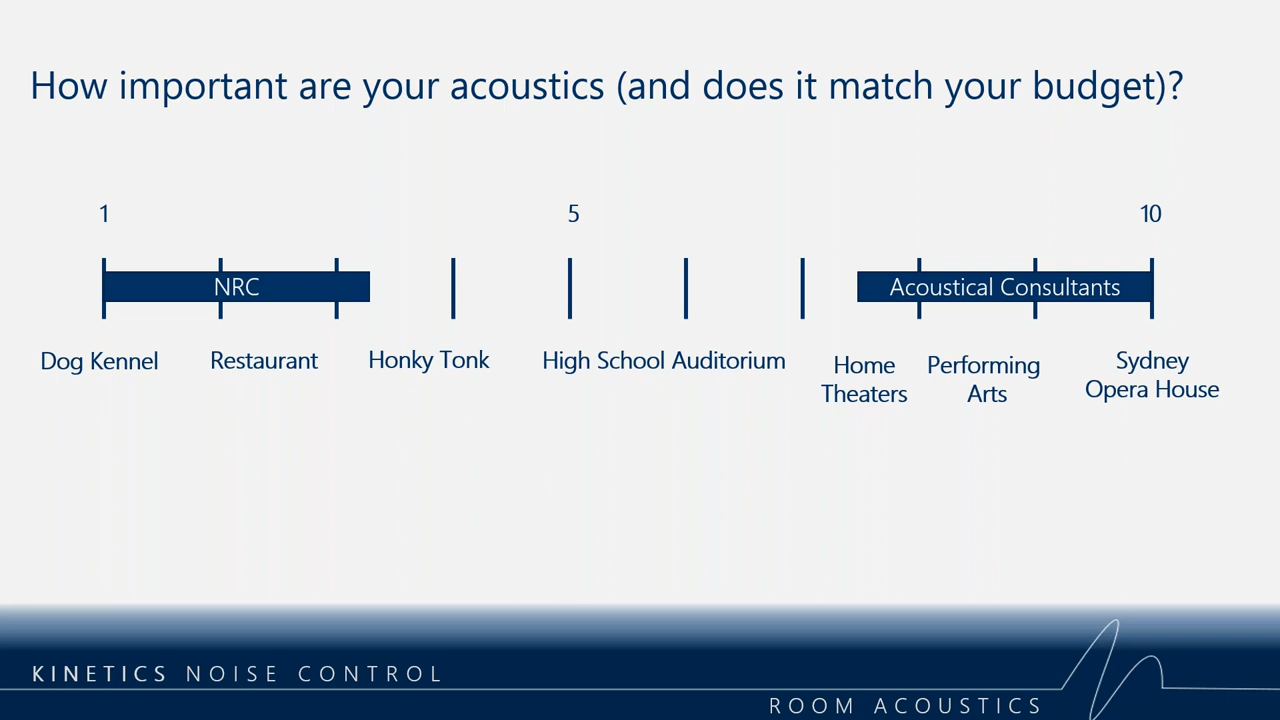 How important are your acoustics (and does it match your budget)?
1 5 10
NRC Acoustical Consultants
Dog Kennel Restaurant Honky Tonk High School Auditorium
Home Theaters
Performing Arts
Sydney Opera House
KINETICS NOISE CONTROL
ROOM ACOUSTICS